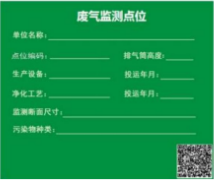 废气监测点位
单位名称：
点位编码： 排气筒高度：
生产设备： 投运年月：
净化工艺： 投运年月：
监测断面尺寸：
污染物种类：